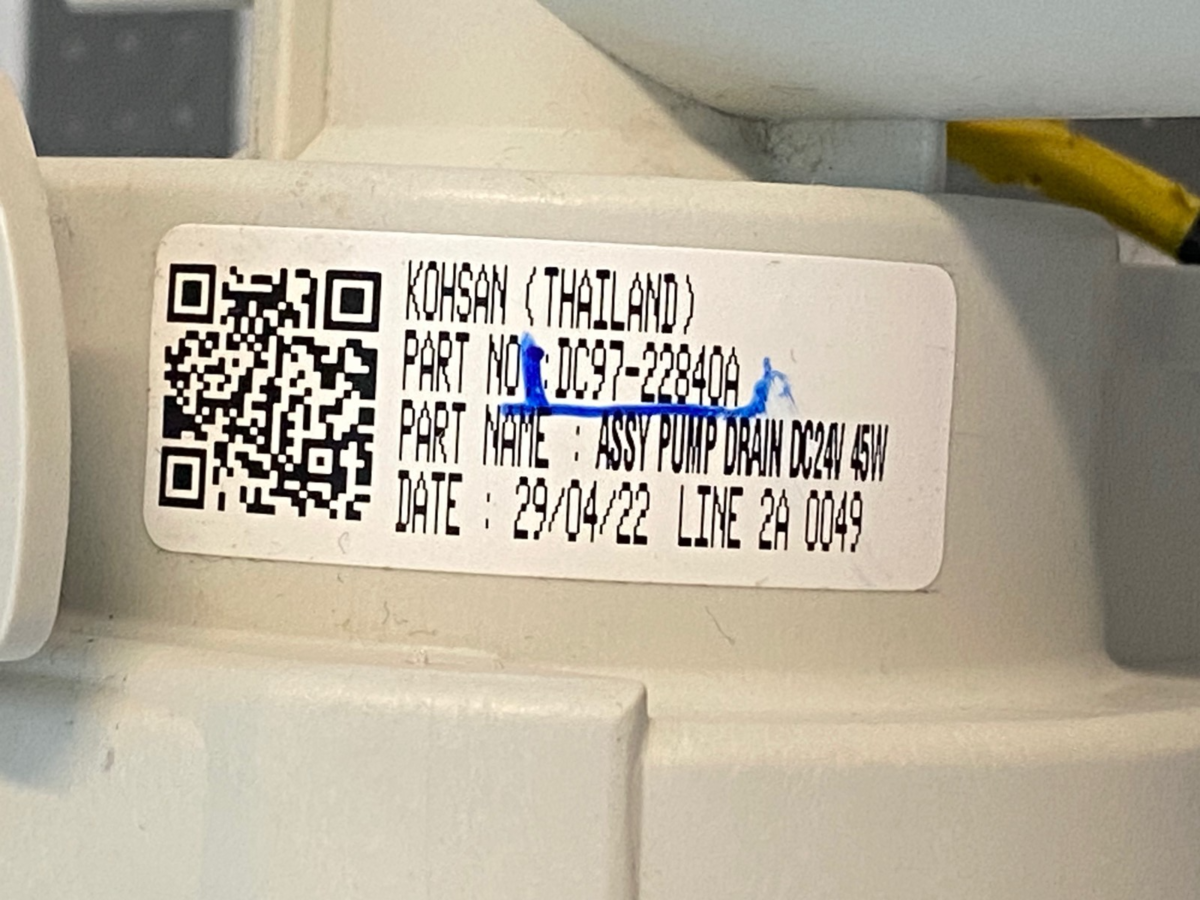 KOHSAN (THAILAND)
PART NO :DC97-22840A
PART NAME : ASSY PUMP DRAIN DC24V 45W
DATE : 29/04/22 LINE 2A 0049